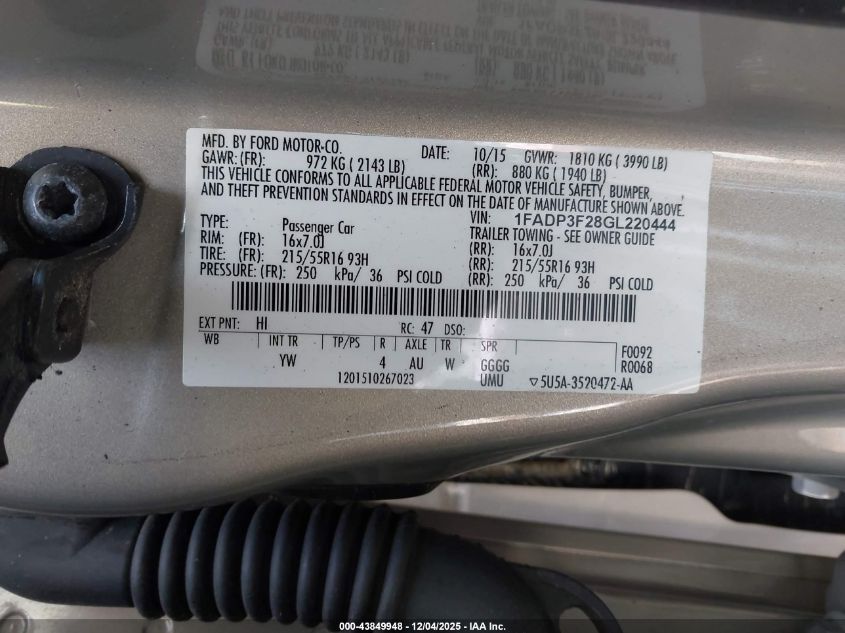 MFD. BY FORD MOTOR-CO. DATE: 10/15 GVWR: 1810 KG ( 3990 LB)
GAWR: (FR): 972 KG ( 2143 LB) (RR): 880 KG ( 1940 LB)
THIS VEHICLE CONFORMS TO ALL APPLICABLE FEDERAL MOTOR VEHICLE SAFETY, BUMPER, ,
AND THEFT PREVENTION STANDARDS IN EFFECT ON THE DATE OF MANUFACTURE SHOWN ABOVE.
VIN: 1FADP3F28GL220444
TYPE: Passenger Car TRAILER TOWING - SEE OWNER GUIDE
RIM: (FR): 16x7.0J (RR): 16x7.0J
TIRE: (FR): 215/55R16 93H (RR): 215/55R16 93H
PRESSURE: (FR): 250 kPa/ 36 PSI COLD (RR): 250 kPa/ 36 PSI COLD
EXT PNT: HI RC: 47 DSO:
WB INT TR TP/PS R AXLE TR SPR F0092
YW 4 AU W GGGG R0068
1201510267023 UMU ▽5U5A-3520472-AA
000-43849948 - 12/04/2025 - IAA Inc.